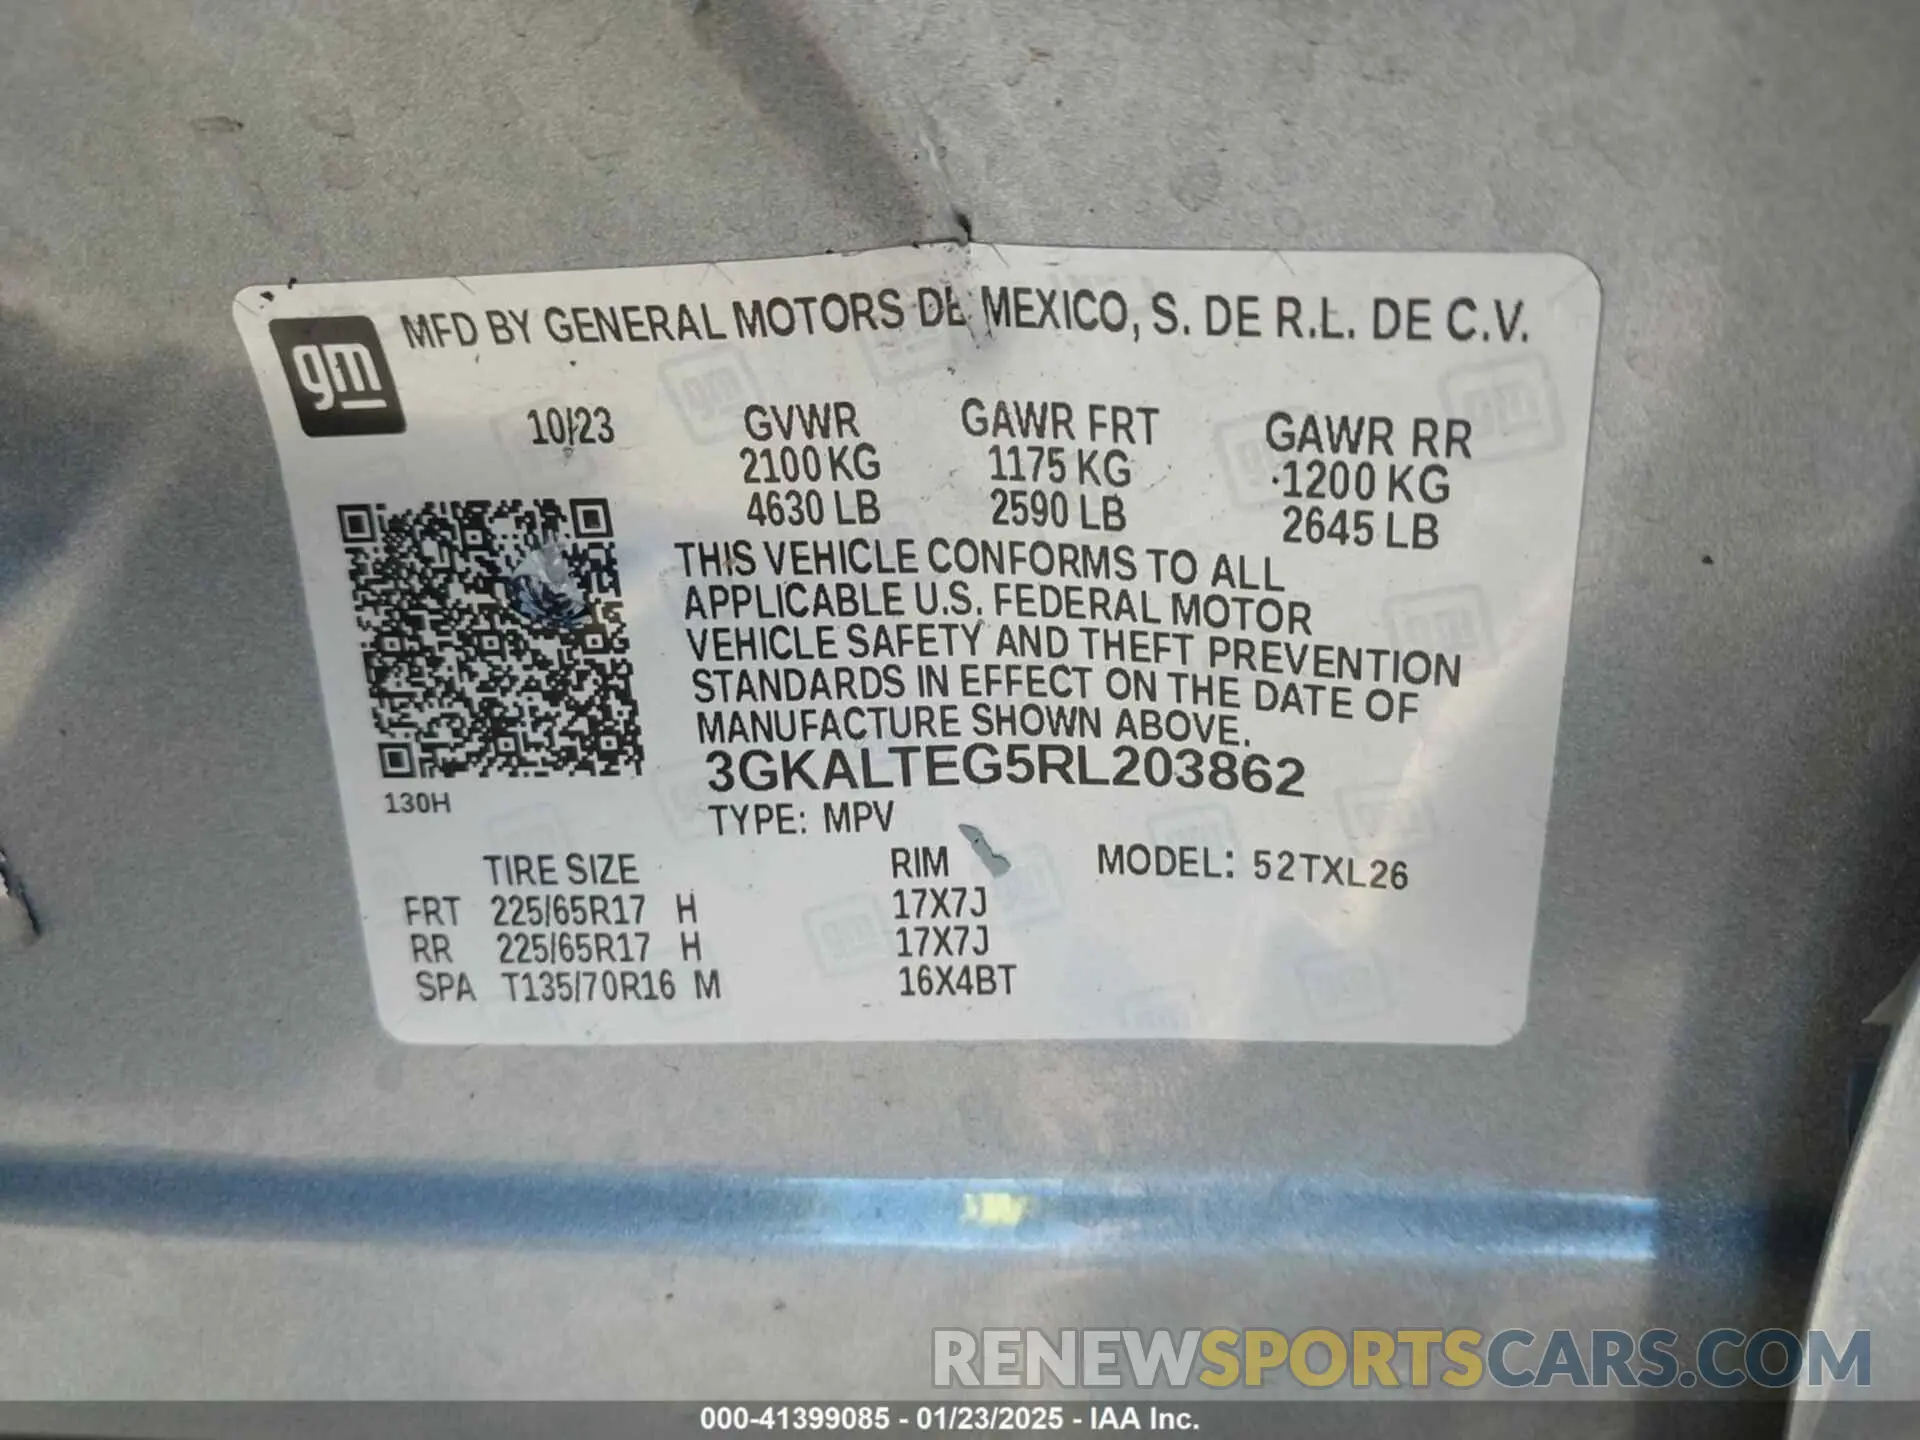 gm
MFD BY GENERAL MOTORS DE MEXICO, S. DE R.L. DE C.V.
10/23 GVWR GAWR FRT GAWR RR
2100 KG 1175 KG 1200 KG
4630 LB 2590 LB 2645 LB
THIS VEHICLE CONFORMS TO ALL
APPLICABLE U.S. FEDERAL MOTOR
VEHICLE SAFETY AND THEFT PREVENTION
STANDARDS IN EFFECT ON THE DATE OF
MANUFACTURE SHOWN ABOVE.
3GKALTEG5RL203862
130H
TYPE: MPV
TIRE SIZE RIM MODEL: 52TXL26
FRT 225/65R17 H 17X7J
RR 225/65R17 H 17X7J
SPA T135/70R16 M 16X4BT
RENEWSPORTSCARS.COM
000-41399085 - 01/23/2025 - IAA Inc.